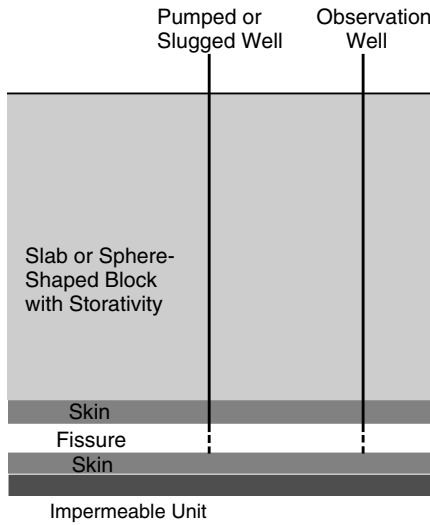 Pumped or
Slugged Well
Observation
Well
Slab or Sphere-
Shaped Block
with Storativity
Skin
Fissure
Skin
Impermeable Unit